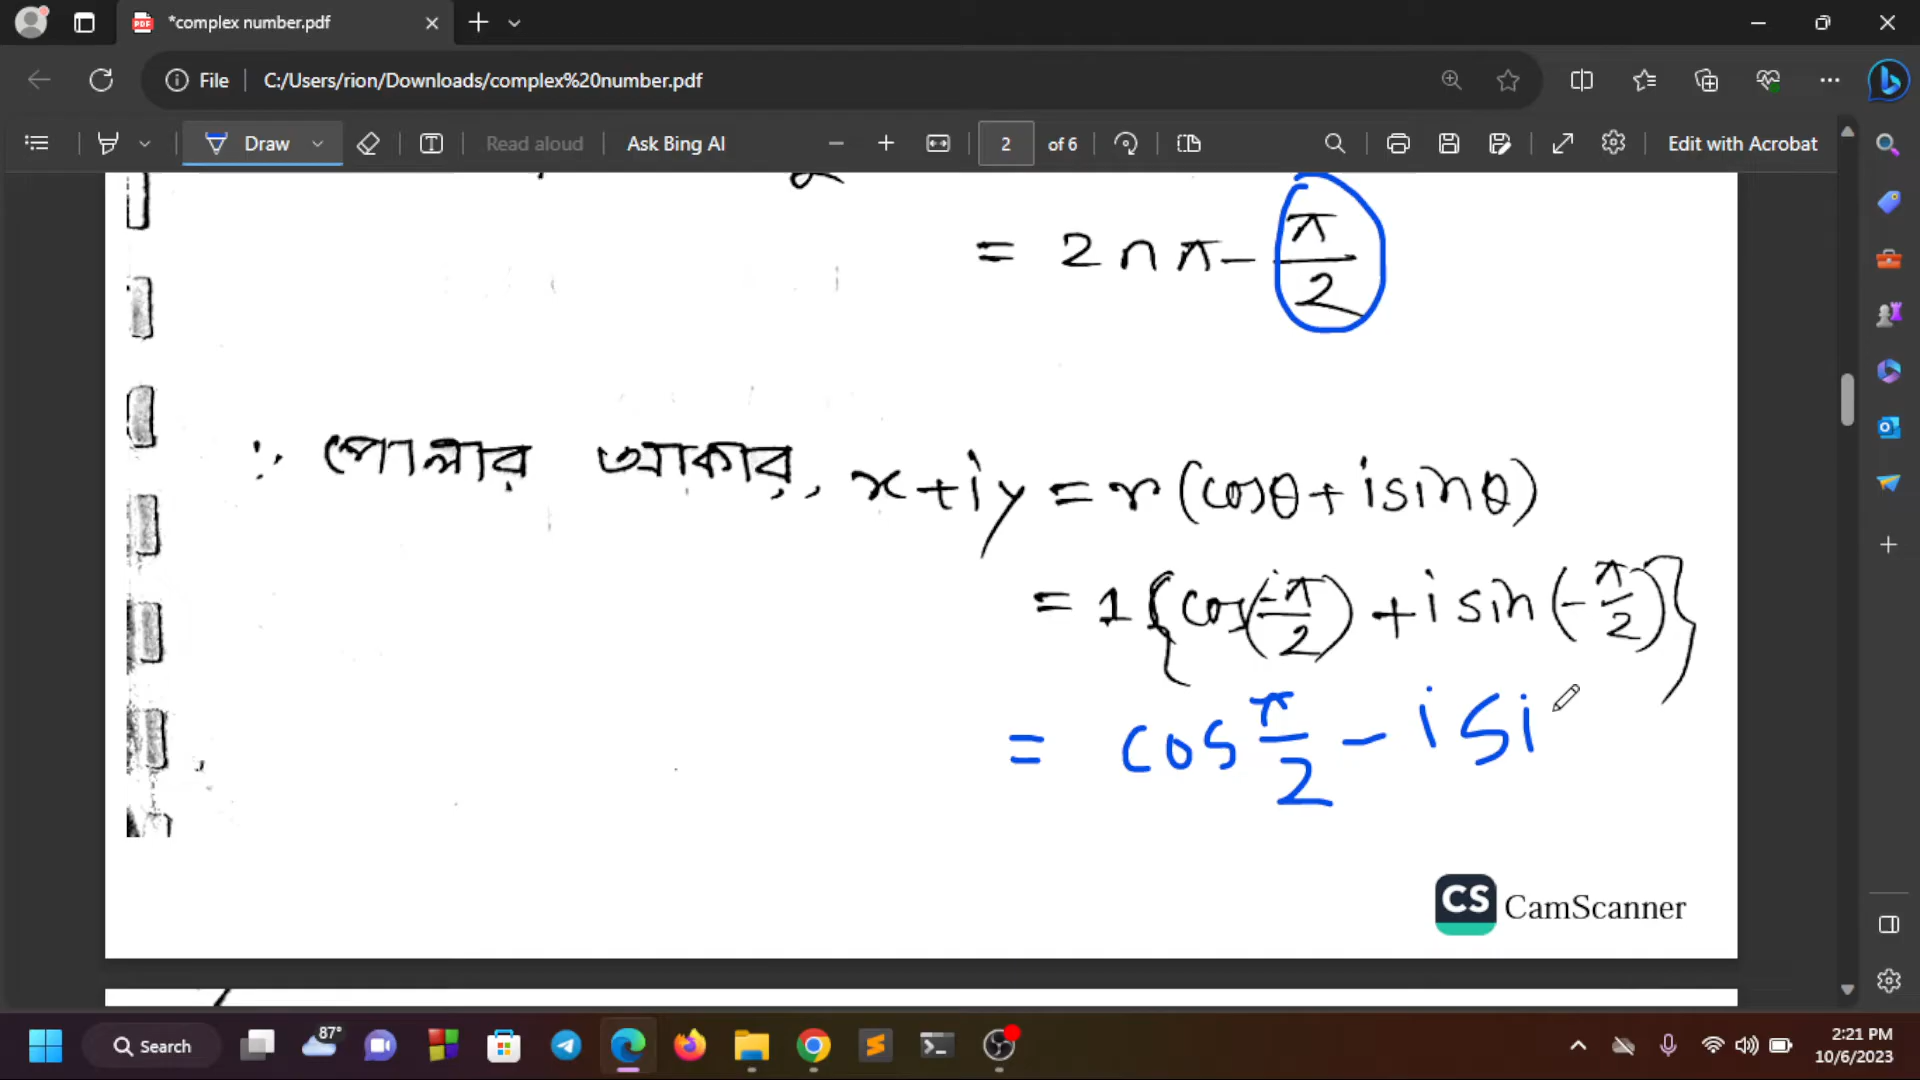 *complex number.pdf
File C:/Users/rion/Downloads/complex%20number.pdf
Draw Read aloud Ask Bing AI 2 of 6 Edit with Acrobat
= 2nπ - π/2
∴ পোলার আকার, x+iy = r(cosθ+isinθ)
= 1{cos(-π/2) + i sin(-π/2)}
= cos π/2 - i si
CS CamScanner
Search 87° 2:21 PM
10/6/2023